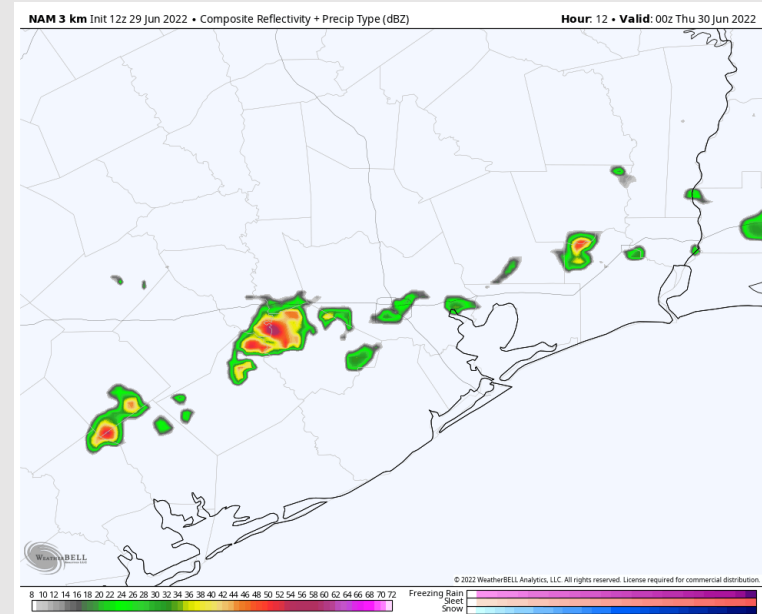 NAM 3 km Init 12z 29 Jun 2022 • Composite Reflectivity + Precip Type (dBZ) Hour: 12 • Valid: 00z Thu 30 Jun 2022
WEATHERBELL
© 2022 WeatherBELL Analytics, LLC. All rights reserved. License required for commercial distribution.
8 10 12 14 16 18 20 22 24 26 28 30 32 34 36 38 40 42 44 46 48 50 52 54 56 58 60 62 64 66 68 70 72
Freezing Rain
Sleet
Snow